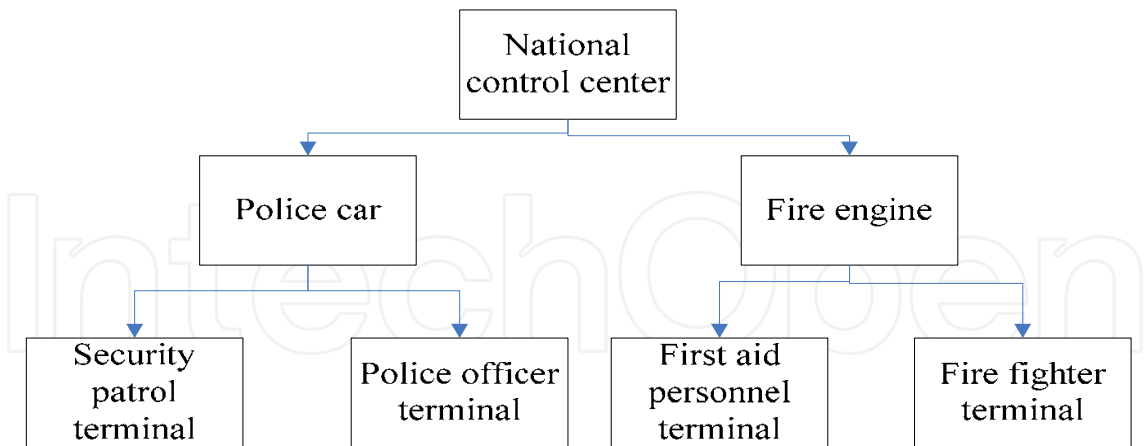 National
control center
Police car
Fire engine
IntechOpen
Security
patrol
terminal
Police officer
terminal
First aid
personnel
terminal
Fire fighter
terminal